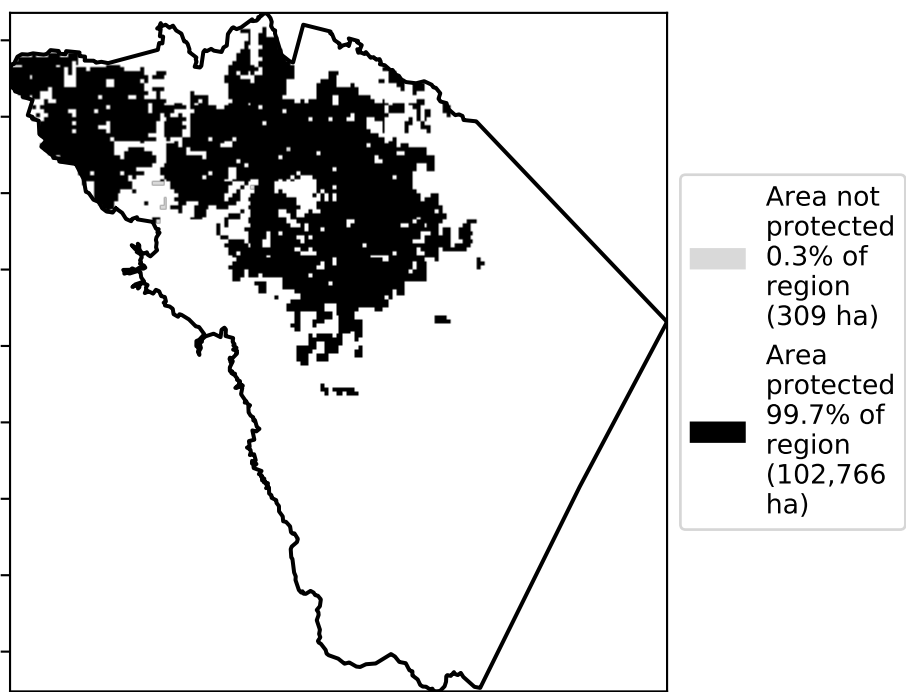 Area not
protected
0.3% of
region
(309 ha)
Area
protected
99.7% of
region
(102,766
ha)